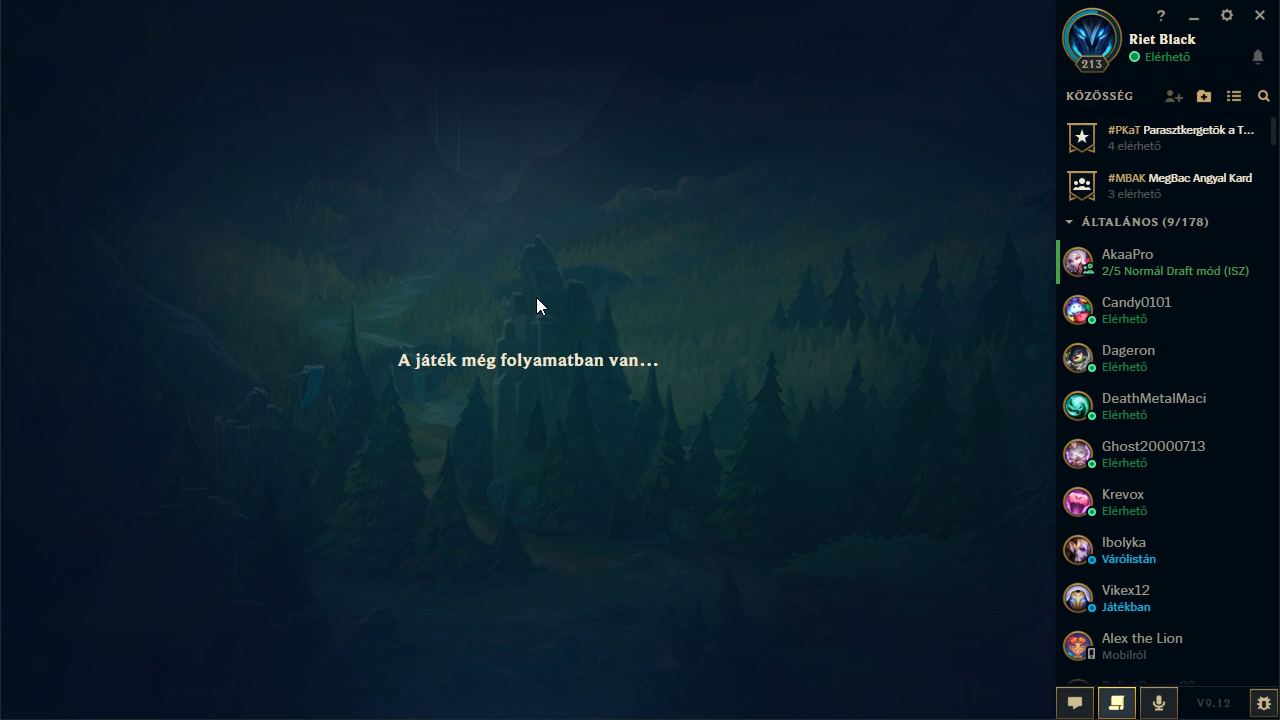 ?
Riet Black
Elérhető
213
KÖZÖSSÉG
#PKaT Parasztkergetők a T...
4 elérhető
#MBAK MegBac Angyal Kard
3 elérhető
ÁLTALÁNOS (9/178)
AkaaPro
2/5 Normál Draft mód (ISZ)
Candy0101
Elérhető
Dageron
Elérhető
A játék még folyamatban van...
DeathMetalMaci
Elérhető
Ghost20000713
Elérhető
Krevox
Elérhető
Ibolyka
Várólistán
Vikex12
Játékban
Alex the Lion
Mobilról
V9.12